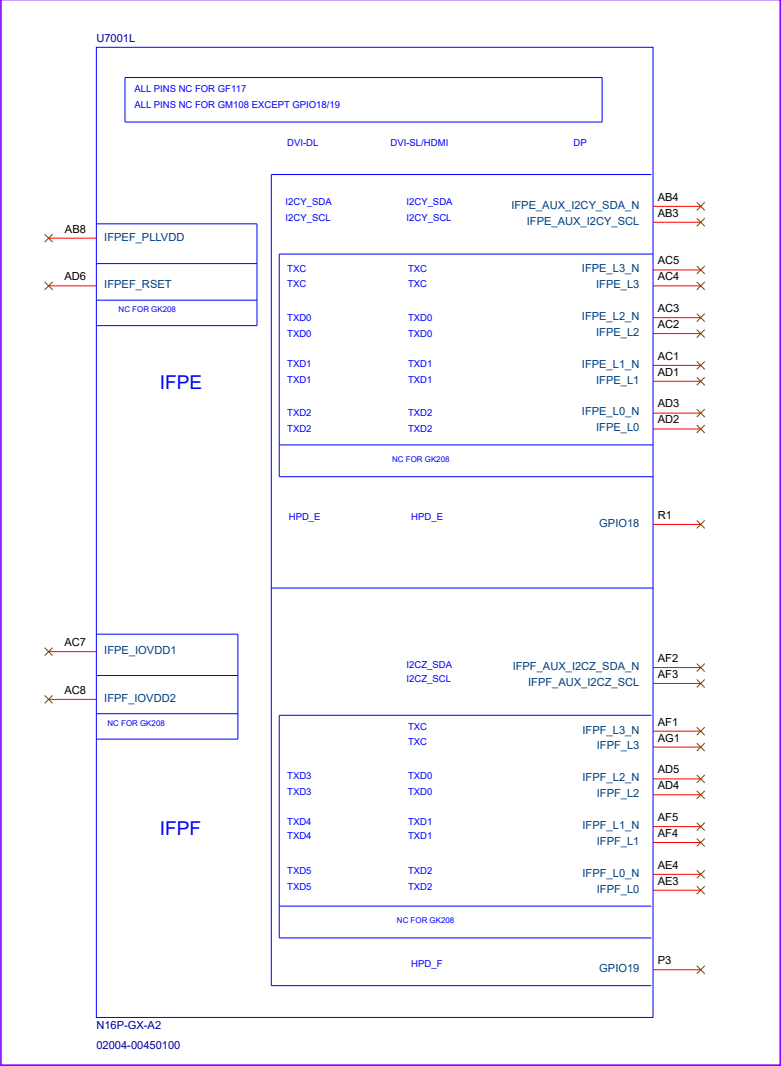 U7001L
ALL PINS NC FOR GF117
ALL PINS NC FOR GM108 EXCEPT GPIO18/19
DVI-DL DVI-SL/HDMI DP
I2CY_SDA I2CY_SDA IFPE_AUX_I2CY_SDA_N AB4
I2CY_SCL I2CY_SCL IFPE_AUX_I2CY_SCL AB3
AB8 IFPEF_PLLVDD
TXC TXC IFPE_L3_N AC5
AD6 IFPEF_RSET TXC TXC IFPE_L3 AC4
NC FOR GK208
TXD0 TXD0 IFPE_L2_N AC3
TXD0 TXD0 IFPE_L2 AC2
TXD1 TXD1 IFPE_L1_N AC1
IFPE TXD1 TXD1 IFPE_L1 AD1
TXD2 TXD2 IFPE_L0_N AD3
TXD2 TXD2 IFPE_L0 AD2
NC FOR GK208
HPD_E HPD_E GPIO18 R1
AC7 IFPE_IOVDD1
I2CZ_SDA IFPF_AUX_I2CZ_SDA_N AF2
I2CZ_SCL IFPF_AUX_I2CZ_SCL AF3
AC8 IFPF_IOVDD2
NC FOR GK208
TXC IFPF_L3_N AF1
TXC IFPF_L3 AG1
TXD3 TXD0 IFPF_L2_N AD5
TXD3 TXD0 IFPF_L2 AD4
TXD4 TXD1 IFPF_L1_N AF5
IFPF TXD4 TXD1 IFPF_L1 AF4
TXD5 TXD2 IFPF_L0_N AE4
TXD5 TXD2 IFPF_L0 AE3
NC FOR GK208
HPD_F GPIO19 P3
N16P-GX-A2
02004-00450100